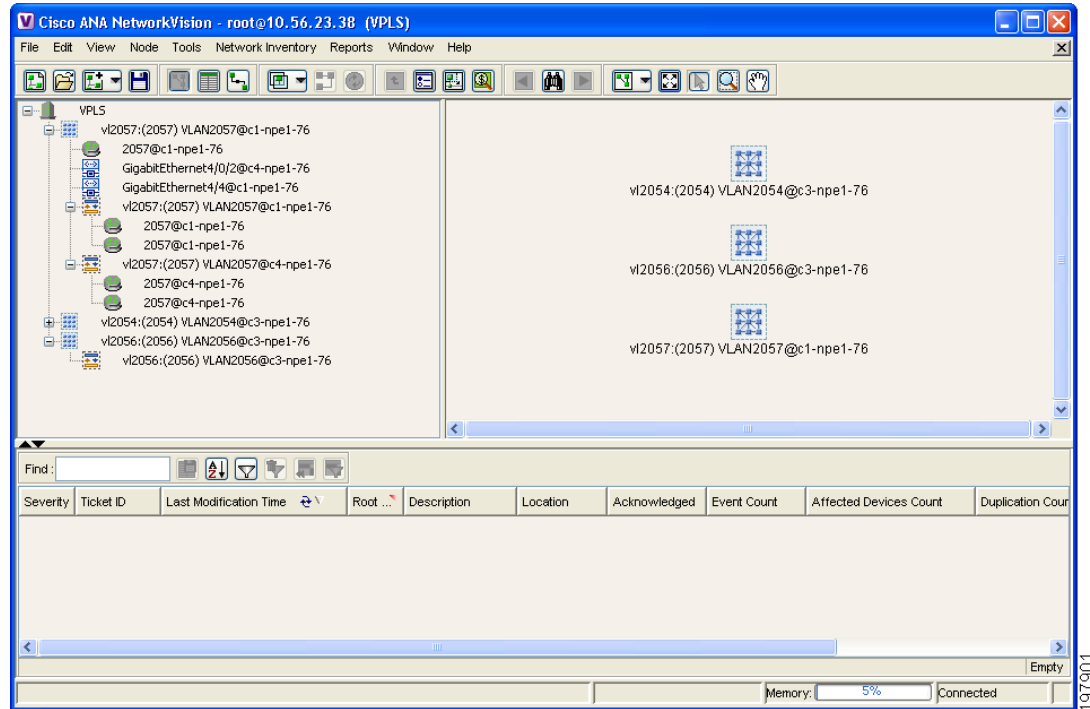 Cisco ANA NetworkVision - root@10.56.23.38 (VPLS)
File Edit View Node Tools Network Inventory Reports Window Help
VPLS
vl2057:(2057) VLAN2057@c1-npe1-76
2057@c1-npe1-76
GigabitEthernet4/0/2@c4-npe1-76
GigabitEthernet4/4@c1-npe1-76
vl2057:(2057) VLAN2057@c1-npe1-76
2057@c1-npe1-76
2057@c1-npe1-76
vl2057:(2057) VLAN2057@c4-npe1-76
2057@c4-npe1-76
2057@c4-npe1-76
vl2054:(2054) VLAN2054@c3-npe1-76
vl2056:(2056) VLAN2056@c3-npe1-76
vl2056:(2056) VLAN2056@c3-npe1-76
vl2054:(2054) VLAN2054@c3-npe1-76
vl2056:(2056) VLAN2056@c3-npe1-76
vl2057:(2057) VLAN2057@c1-npe1-76
Find :
Severity Ticket ID Last Modification Time Root ... Description Location Acknowledged Event Count Affected Devices Count Duplication Cour
Empty
Memory: 5% Connected
197901